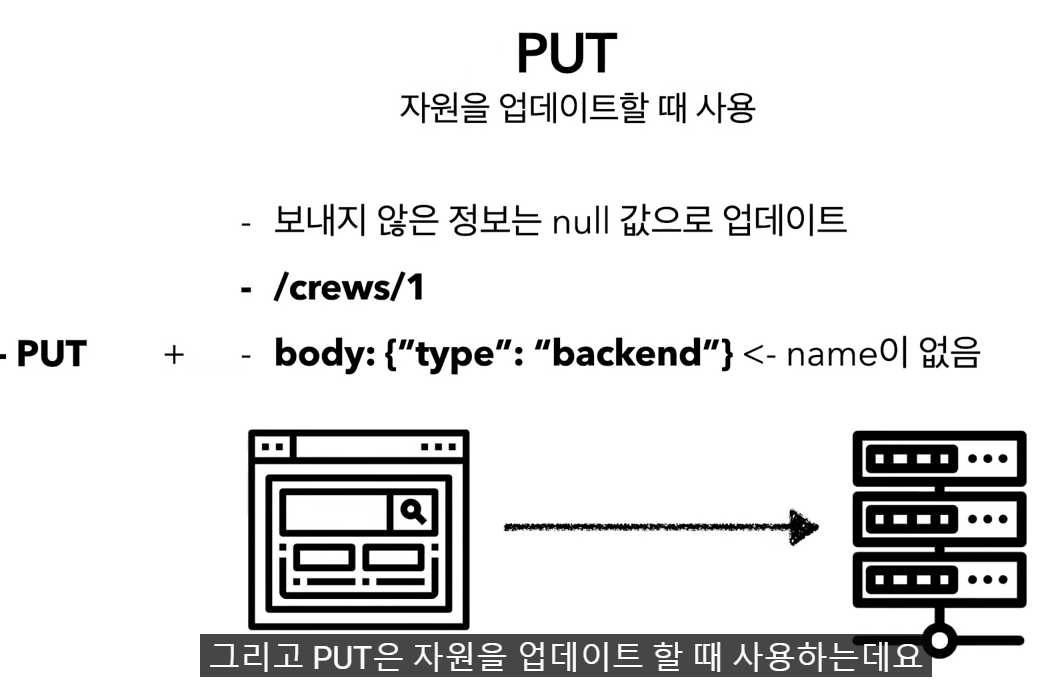 PUT
자원을 업데이트할 때 사용
- 보내지 않은 정보는 null 값으로 업데이트
- /crews/1
- PUT + - body: {”type”: “backend”} <- name이 없음
그리고 PUT은 자원을 업데이트 할 때 사용하는데요